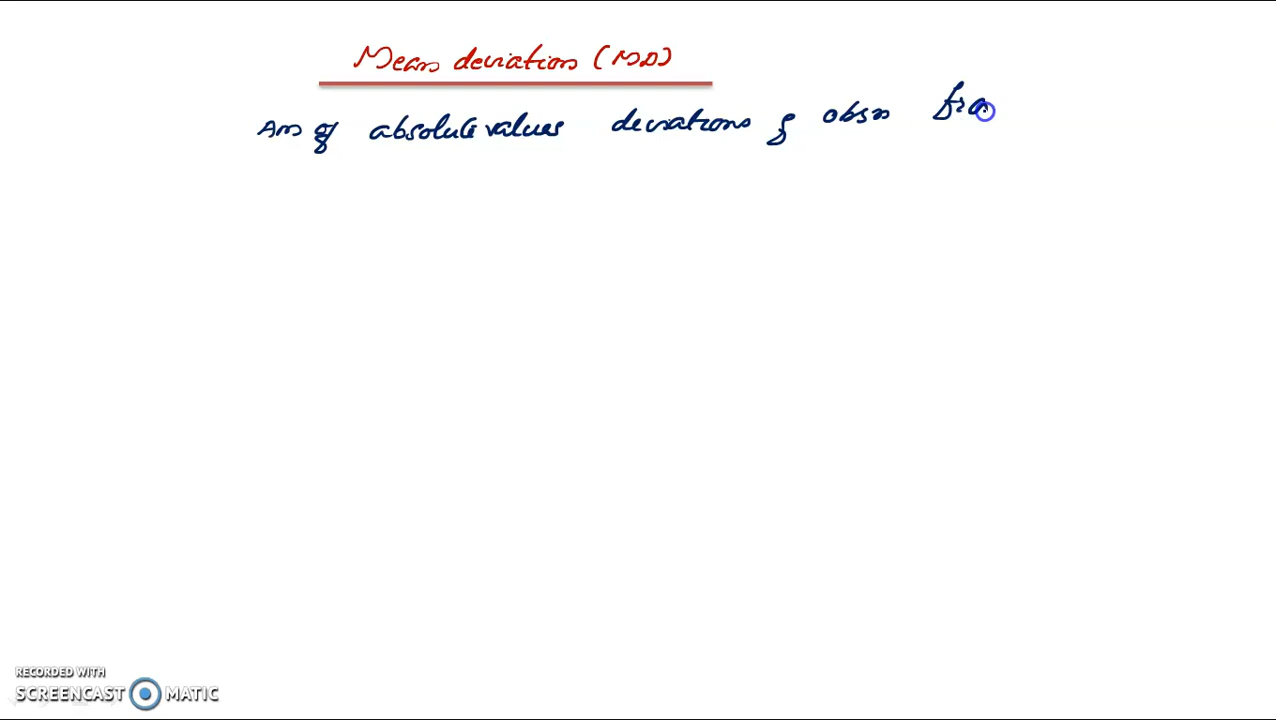 Mean deviation (MD)
AM of absolute values deviations of obsn fro
RECORDED WITH
SCREENCAST MATIC